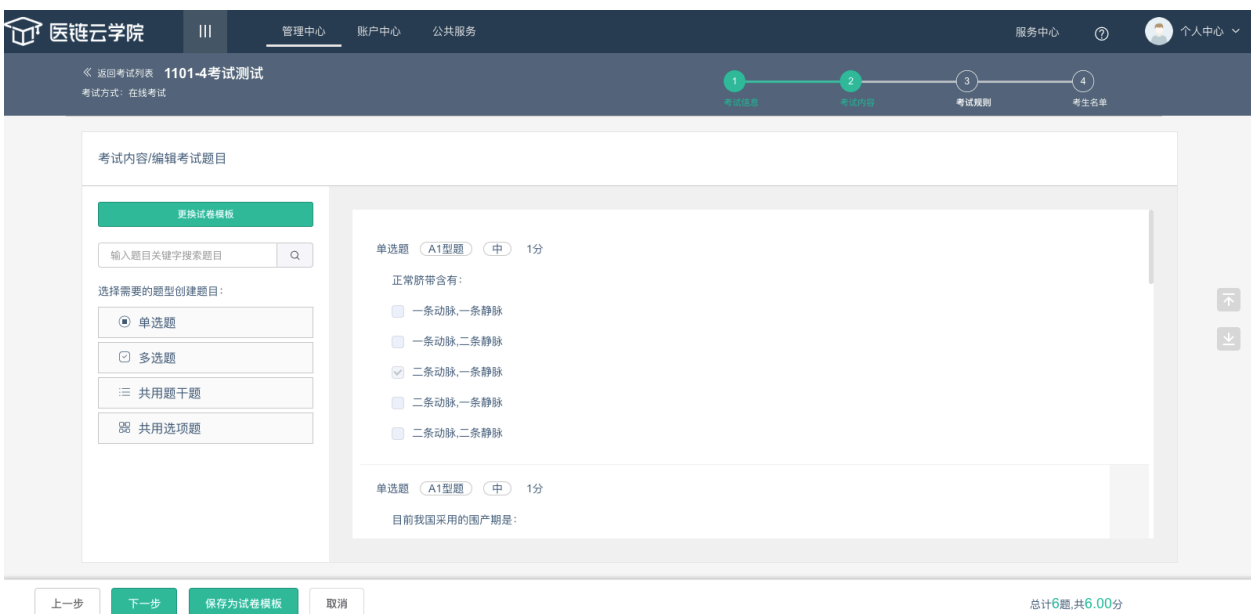 医链云学院
管理中心 账户中心 公共服务 服务中心 个人中心
返回考试列表 1101-4考试测试
考试方式：在线考试
1 2 3 4
考试信息 考试内容 考试规则 考生名单
考试内容/编辑考试题目
更换试卷模板
输入题目关键字搜索题目
选择需要的题型创建题目：
单选题
多选题
共用题干题
共用选项题
单选题 A1型题 中 1分
正常脐带含有：
一条动脉,一条静脉
一条动脉,二条静脉
二条动脉,一条静脉
二条动脉,一条静脉
二条动脉,二条静脉
单选题 A1型题 中 1分
目前我国采用的围产期是：
上一步 下一步 保存为试卷模板 取消 总计6题,共6.00分